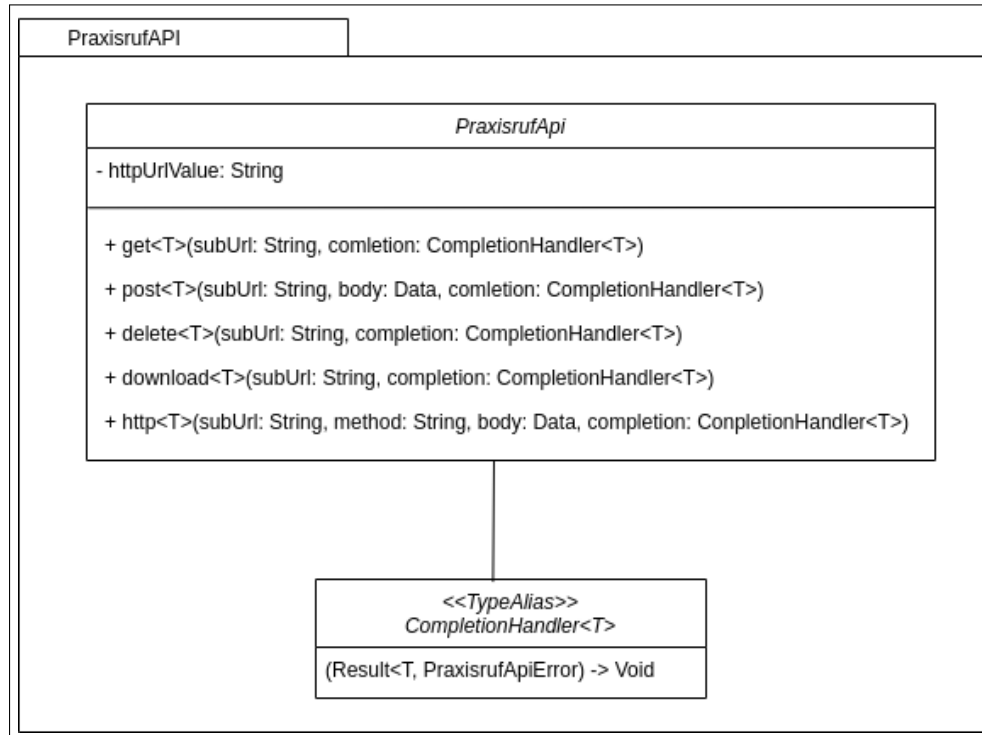 PraxisrufAPI
PraxisrufApi
- httpUrlValue: String
+ get<T>(subUrl: String, comletion: CompletionHandler<T>)
+ post<T>(subUrl: String, body: Data, comletion: CompletionHandler<T>)
+ delete<T>(subUrl: String, completion: CompletionHandler<T>)
+ download<T>(subUrl: String, completion: CompletionHandler<T>)
+ http<T>(subUrl: String, method: String, body: Data, completion: ConpletionHandler<T>)
<<TypeAlias>>
CompletionHandler<T>
(Result<T, PraxisrufApiError) -> Void